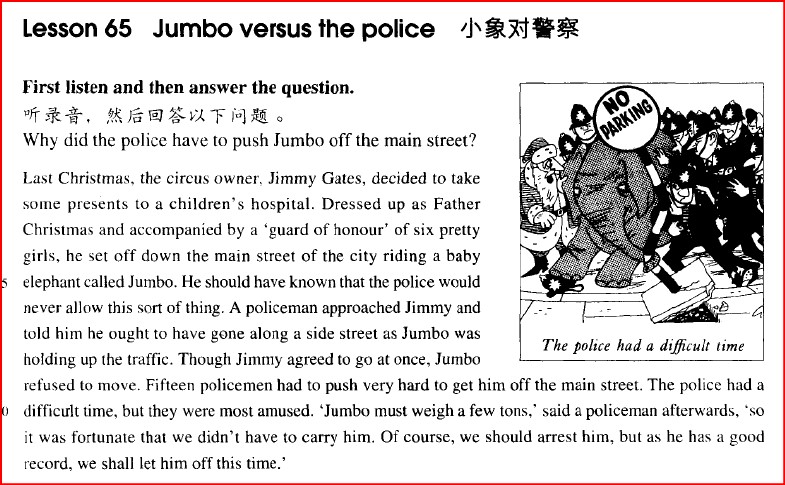 Lesson 65 Jumbo versus the police 小象对警察
First listen and then answer the question.
听录音，然后回答以下问题。
Why did the police have to push Jumbo off the main street?
Last Christmas, the circus owner, Jimmy Gates, decided to take
some presents to a children's hospital. Dressed up as Father
Christmas and accompanied by a 'guard of honour' of six pretty
girls, he set off down the main street of the city riding a baby
5 elephant called Jumbo. He should have known that the police would
never allow this sort of thing. A policeman approached Jimmy and
told him he ought to have gone along a side street as Jumbo was
holding up the traffic. Though Jimmy agreed to go at once, Jumbo
refused to move. Fifteen policemen had to push very hard to get him off the main street. The police had a
0 difficult time, but they were most amused. 'Jumbo must weigh a few tons,' said a policeman afterwards, 'so
it was fortunate that we didn't have to carry him. Of course, we should arrest him, but as he has a good
record, we shall let him off this time.'
NO
PARKING
The police had a difficult time